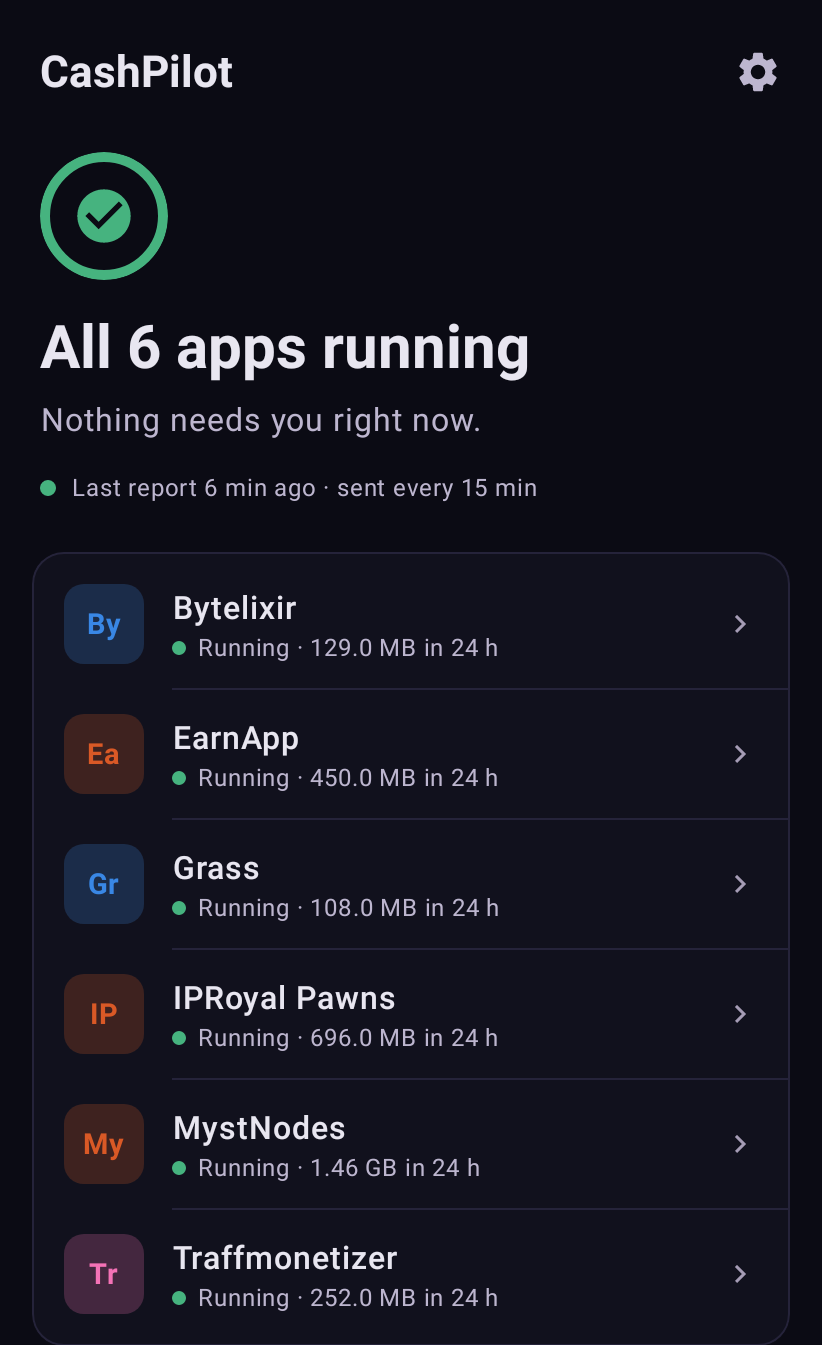 CashPilot
All 6 apps running
Nothing needs you right now.
Last report 6 min ago · sent every 15 min
By
Bytelixir
Running · 129.0 MB in 24 h
Ea
EarnApp
Running · 450.0 MB in 24 h
Gr
Grass
Running · 108.0 MB in 24 h
IP
IPRoyal Pawns
Running · 696.0 MB in 24 h
My
MystNodes
Running · 1.46 GB in 24 h
Tr
Traffmonetizer
Running · 252.0 MB in 24 h